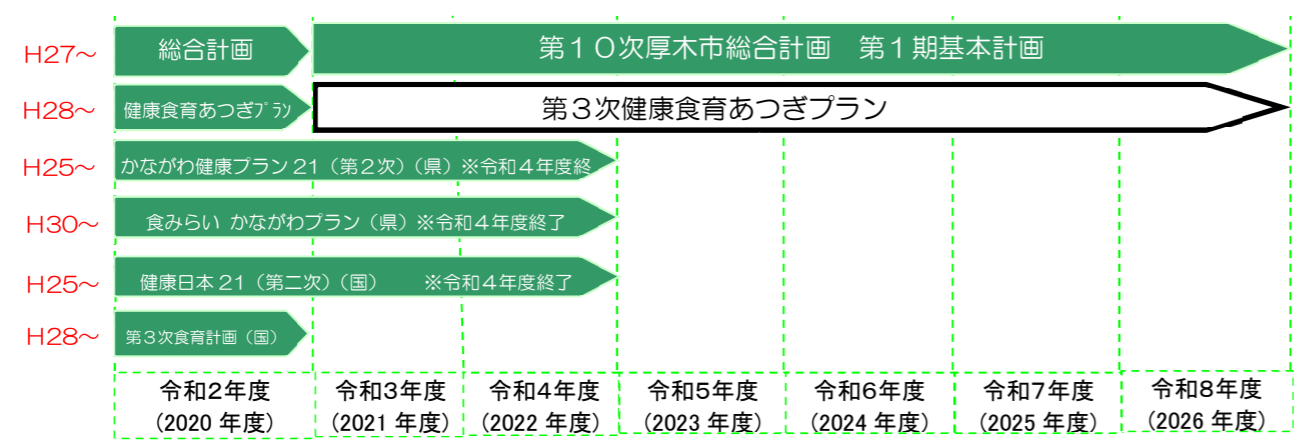 H27～ 総合計画 第１０次厚木市総合計画　第１期基本計画
H28～ 健康食育あつぎﾌﾟﾗﾝ 第３次健康食育あつぎプラン
H25～ かながわ健康プラン 21（第２次）（県）※令和４年度終
H30～ 食みらい かながわプラン（県）※令和４年度終了
H25～ 健康日本 21（第二次）（国）　　※令和４年度終了
H28～ 第３次食育計画（国）
令和2年度 令和3年度 令和4年度 令和5年度 令和6年度 令和7年度 令和8年度
（2020 年度） （2021 年度） （2022 年度） （2023 年度） （2024 年度） （2025 年度） （2026 年度）